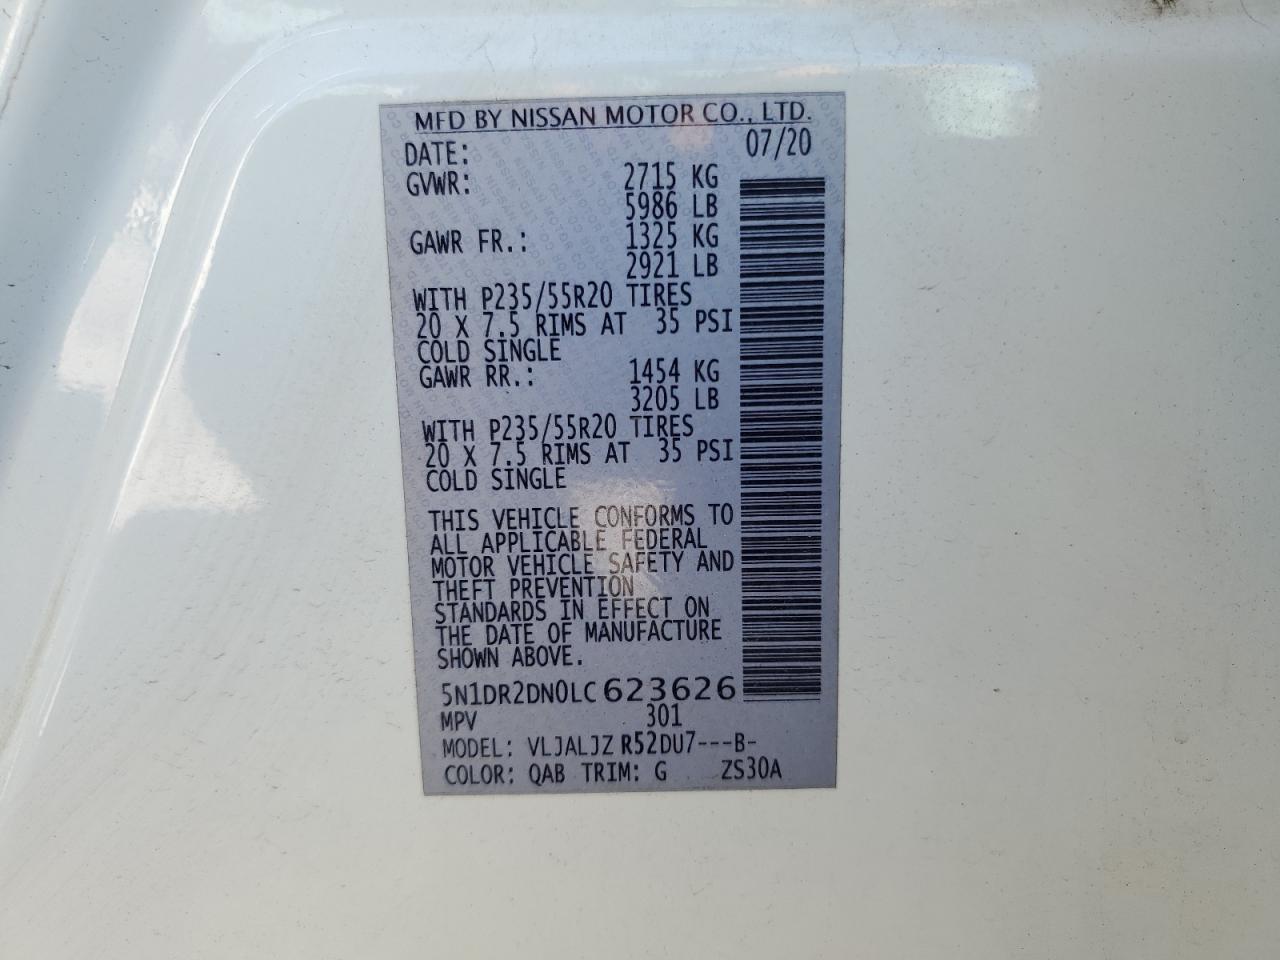 MFD BY NISSAN MOTOR CO., LTD.
DATE: 07/20
GVWR: 2715 KG
5986 LB
GAWR FR.: 1325 KG
2921 LB
WITH P235/55R20 TIRES
20 X 7.5 RIMS AT 35 PSI
COLD SINGLE
GAWR RR.: 1454 KG
3205 LB
WITH P235/55R20 TIRES
20 X 7.5 RIMS AT 35 PSI
COLD SINGLE
THIS VEHICLE CONFORMS TO
ALL APPLICABLE FEDERAL
MOTOR VEHICLE SAFETY AND
THEFT PREVENTION
STANDARDS IN EFFECT ON
THE DATE OF MANUFACTURE
SHOWN ABOVE.
5N1DR2DN0LC623626
MPV 301
MODEL: VLJALJZ R52DU7---B-
COLOR: QAB TRIM: G ZS30A